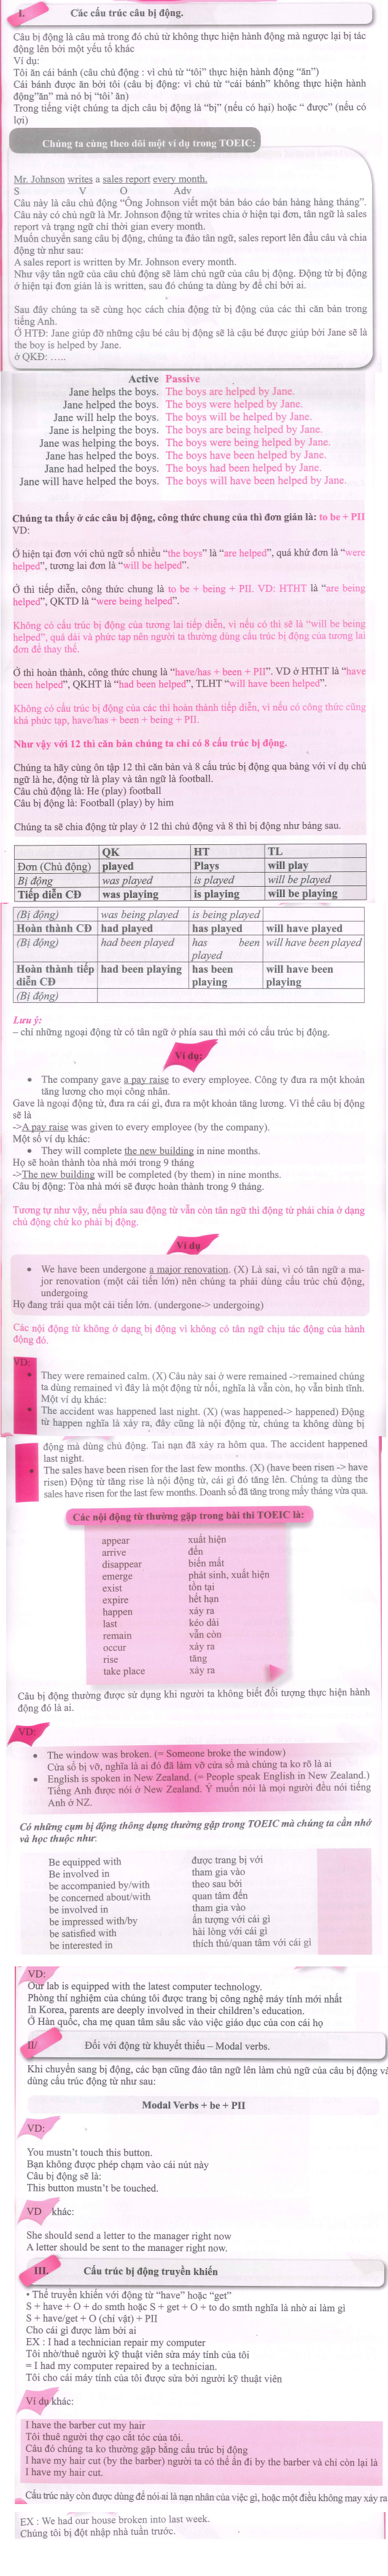 I. Các cấu trúc câu bị động.
Câu bị động là câu mà trong đó chủ từ không thực hiện hành động mà ngược lại bị tác
động lên bởi một yếu tố khác
Ví dụ:
Tôi ăn cái bánh (câu chủ động : vì chủ từ “tôi” thực hiện hành động “ăn”)
Cái bánh được ăn bởi tôi (câu bị động: vì chủ từ “cái bánh” không thực hiện hành
động”ăn” mà nó bị “tôi’ ăn)
Trong tiếng việt chúng ta dịch câu bị động là “bị” (nếu có hại) hoặc “ được” (nếu có
lợi)
Chúng ta cùng theo dõi một ví dụ trong TOEIC:
Mr. Johnson writes a sales report every month.
S V O Adv
Câu này là câu chủ động “Ông Johnson viết một bản báo cáo bán hàng hàng tháng”.
Câu này có chủ ngữ là Mr. Johnson động từ writes chia ở hiện tại đơn, tân ngữ là sales
report và trạng ngữ chỉ thời gian every month.
Muốn chuyển sang câu bị động, chúng ta đảo tân ngữ, sales report lên đầu câu và chia
động từ như sau:
A sales report is written by Mr. Johnson every month.
Như vậy tân ngữ của câu chủ động sẽ làm chủ ngữ của câu bị động. Động từ bị động
ở hiện tại đơn giản là is written, sau đó chúng ta dùng by để chỉ bởi ai.
Sau đây chúng ta sẽ cùng học cách chia động từ bị động của các thì căn bản trong
tiếng Anh.
Ở HTĐ: Jane giúp đỡ những cậu bé câu bị động sẽ là cậu bé được giúp bởi Jane sẽ là
the boy is helped by Jane.
ở QKĐ: …..
Active Passive
Jane helps the boys. The boys are helped by Jane.
Jane helped the boys. The boys were helped by Jane.
Jane will help the boys. The boys will be helped by Jane.
Jane is helping the boys. The boys are being helped by Jane.
Jane was helping the boys. The boys were being helped by Jane.
Jane has helped the boys. The boys have been helped by Jane.
Jane had helped the boys. The boys had been helped by Jane.
Jane will have helped the boys. The boys will have been helped by Jane.
Chúng ta thấy ở các câu bị động, công thức chung của thì đơn giản là: to be + PII
VD:
Ở hiện tại đơn với chủ ngữ số nhiều “the boys” là “are helped”, quá khứ đơn là “were
helped”, tương lai đơn là “will be helped”.
Ở thì tiếp diễn, công thức chung là to be + being + PII. VD: HTHT là “are being
helped”, QKTD là “were being helped”.
Không có cấu trúc bị động của tương lai tiếp diễn, vì nếu có thì sẽ là “will be being
helped”, quá dài và phức tạp nên người ta thường dùng cấu trúc bị động của tương lai
đơn để thay thế.
Ở thì hoàn thành, công thức chung là “have/has + been + PII”. VD ở HTHT là “have
been helped”, QKHT là “had been helped”, TLHT “will have been helped”.
Không có cấu trúc bị động của các thì hoàn thành tiếp diễn, vì nếu có công thức cũng
khá phức tạp, have/has + been + being + PII.
Như vậy với 12 thì căn bản chúng ta chỉ có 8 cấu trúc bị động.
Chúng ta hãy cùng ôn tập 12 thì căn bản và 8 cấu trúc bị động qua bảng với ví dụ chủ
ngữ là he, động từ là play và tân ngữ là football.
Câu chủ động: He (play) football
Câu bị động là: Football (play) by him
Chúng ta sẽ chia động từ play ở 12 thì chủ động và 8 thì bị động như bảng sau.
QK HT TL
Đơn (Chủ động) played Plays will play
Bị động was played is played will be played
Tiếp diễn CĐ was playing is playing will be playing
(Bị động) was being played is being played
Hoàn thành CĐ had played has played will have played
(Bị động) had been played has been will have been played
played
Hoàn thành tiếp had been playing has been will have been
diễn CĐ playing playing
(Bị động)
Lưu ý:
– chỉ những ngoại động từ có tân ngữ ở phía sau thì mới có cấu trúc bị động.
Ví dụ:
• The company gave a pay raise to every employee. Công ty đưa ra một khoản
tăng lương cho mọi công nhân.
Gave là ngoại động từ, đưa ra cái gì, đưa ra một khoản tăng lương. Vì thế câu bị động
sẽ là
->A pay raise was given to every employee (by the company).
Một số ví dụ khác:
• They will complete the new building in nine months.
Họ sẽ hoàn thành tòa nhà mới trong 9 tháng
->The new building will be completed (by them) in nine months.
Câu bị động: Tòa nhà mới sẽ được hoàn thành trong 9 tháng.
Tương tự như vậy, nếu phía sau động từ vẫn còn tân ngữ thì động từ phải chia ở dạng
chủ động chứ ko phải bị động.
Ví dụ
• We have been undergone a major renovation. (X) Là sai, vì có tân ngữ a ma-
jor renovation (một cải tiến lớn) nên chúng ta phải dùng cấu trúc chủ động,
undergoing
Họ đang trải qua một cải tiến lớn. (undergone-> undergoing)
Các nội động từ không ở dạng bị động vì không có tân ngữ chịu tác động của hành
động đó.
VD:
• They were remained calm. (X) Câu này sai ở were remained ->remained chúng
ta dùng remained vì đây là một động từ nối, nghĩa là vẫn còn, họ vẫn bình tĩnh.
Một ví dụ khác:
• The accident was happened last night. (X) (was happened-> happened) Động
từ happen nghĩa là xảy ra, đây cũng là nội động từ, chúng ta không dùng bị
động mà dùng chủ động. Tai nạn đã xảy ra hôm qua. The accident happened
last night.
• The sales have been risen for the last few months. (X) (have been risen -> have
risen) Động từ tăng rise là nội động từ, cái gì đó tăng lên. Chúng ta dùng the
sales have risen for the last few months. Doanh số đã tăng trong mấy tháng vừa qua.
Các nội động từ thường gặp trong bài thi TOEIC là:
appear xuất hiện
arrive đến
disappear biến mất
emerge phát sinh, xuất hiện
exist tồn tại
expire hết hạn
happen xảy ra
last kéo dài
remain vẫn còn
occur xảy ra
rise tăng
take place xảy ra
Câu bị động thường được sử dụng khi người ta không biết đối tượng thực hiện hành
động đó là ai.
VD:
• The window was broken. (= Someone broke the window)
Cửa sổ bị vỡ, nghĩa là ai đó đã làm vỡ cửa sổ mà chúng ta ko rõ là ai
• English is spoken in New Zealand. (= People speak English in New Zealand.)
Tiếng Anh được nói ở New Zealand. Ý muốn nói là mọi người đều nói tiếng
Anh ở NZ.
Có những cụm bị động thông dụng thường gặp trong TOEIC mà chúng ta cần nhớ
và học thuộc như:
Be equipped with được trang bị với
Be involved in tham gia vào
be accompanied by/with theo sau bởi
be concerned about/with quan tâm đến
be involved in tham gia vào
be impressed with/by ấn tượng với cái gì
be satisfied with hài lòng với cái gì
be interested in thích thú/quan tâm với cái gì
VD:
Our lab is equipped with the latest computer technology.
Phòng thí nghiệm của chúng tôi được trang bị công nghệ máy tính mới nhất
In Korea, parents are deeply involved in their children’s education.
Ở Hàn quốc, cha mẹ quan tâm sâu sắc vào việc giáo dục của con cái họ
II/ Đối với động từ khuyết thiếu – Modal verbs.
Khi chuyển sang bị động, các bạn cũng đảo tân ngữ lên làm chủ ngữ của câu bị động và
dùng cấu trúc động từ như sau:
Modal Verbs + be + PII
VD:
You mustn’t touch this button.
Bạn không được phép chạm vào cái nút này
Câu bị động sẽ là:
This button mustn’t be touched.
VD khác:
She should send a letter to the manager right now
A letter should be sent to the manager right now.
III. Cấu trúc bị động truyền khiến
• Thể truyền khiến với động từ “have” hoặc “get”
S + have + O + do smth hoặc S + get + O + to do smth nghĩa là nhờ ai làm gì
S + have/get + O (chỉ vật) + PII
Cho cái gì được làm bởi ai
EX : I had a technician repair my computer
Tôi nhờ/thuê người kỹ thuật viên sửa máy tính của tôi
= I had my computer repaired by a technician.
Tôi cho cái máy tính của tôi được sửa bởi người kỹ thuật viên
Ví dụ khác:
I have the barber cut my hair
Tôi thuê người thợ cạo cắt tóc của tôi.
Câu đó chúng ta ko thường gặp bằng cấu trúc bị động
I have my hair cut (by the barber) người ta có thể ẩn đi by the barber và chỉ còn lại là
I have my hair cut.
Cấu trúc này còn được dùng để nói ai là nạn nhân của việc gì, hoặc một điều không may xảy ra
EX : We had our house broken into last week.
Chúng tôi bị đột nhập nhà tuần trước.